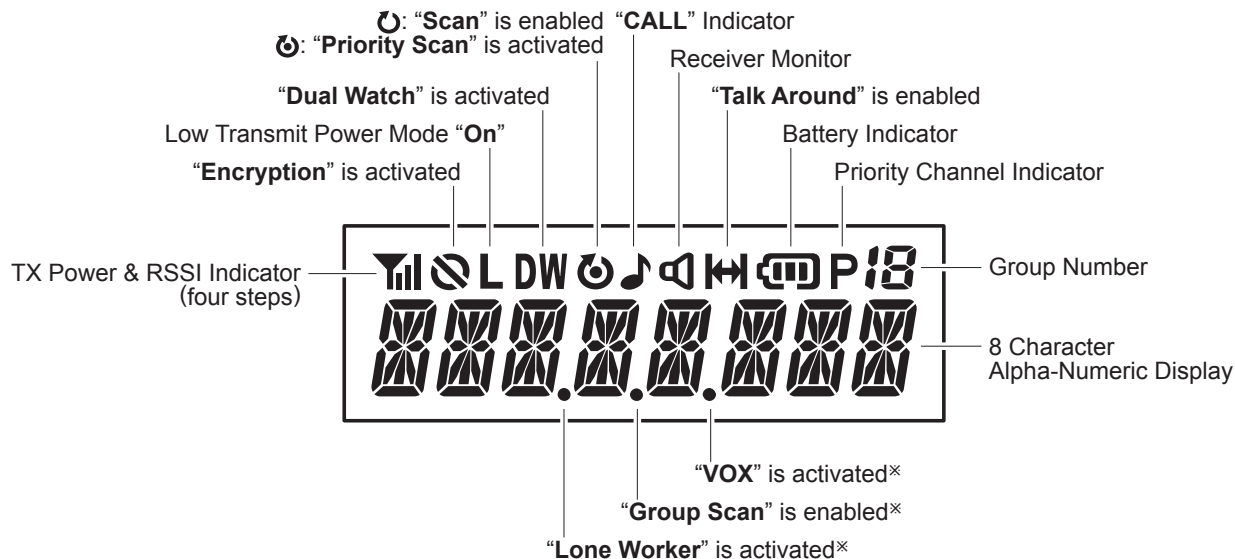 : “Scan” is enabled “CALL” Indicator
: “Priority Scan” is activated
Receiver Monitor
“Dual Watch” is activated
“Talk Around” is enabled
Low Transmit Power Mode “On”
Battery Indicator
“Encryption” is activated
Priority Channel Indicator
TX Power & RSSI Indicator
(four steps)
L DW P 18
Group Number
8 Character
Alpha-Numeric Display
“VOX” is activated※
“Group Scan” is enabled※
“Lone Worker” is activated※